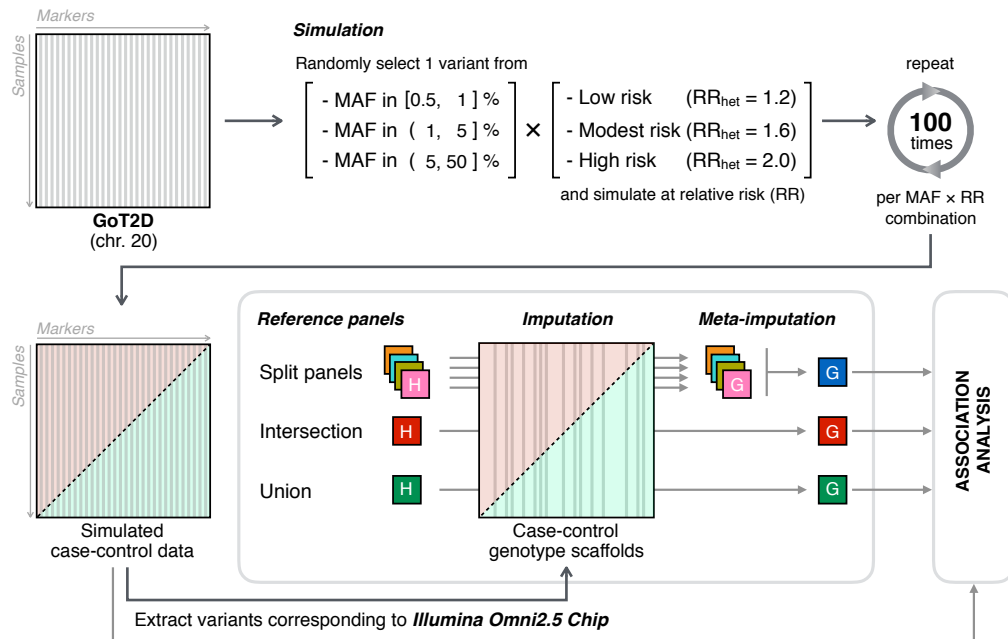 Markers
Samples
GoT2D
(chr. 20)
Simulation
Randomly select 1 variant from
- MAF in [0.5, 1 ] %
- MAF in ( 1, 5 ] %
- MAF in ( 5, 50 ] %
×
- Low risk (RRhet = 1.2)
- Modest risk (RRhet = 1.6)
- High risk (RRhet = 2.0)
and simulate at relative risk (RR)
repeat
100
times
per MAF × RR
combination
Markers
Samples
Simulated
case-control data
Reference panels
Imputation
Meta-imputation
Split panels
H
G
G
Intersection
H
G
Union
H
G
Case-control
genotype scaffolds
ASSOCIATION
ANALYSIS
Extract variants corresponding to Illumina Omni2.5 Chip